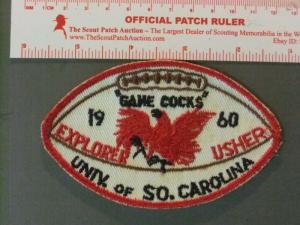 OFFICIAL PATCH RULER
The Scout Patch Auction – The Largest Dealer of Scouting Memorabilia in the W
www.TheScoutPatchAuction.com
"GAME COCKS"
19 60
EXPLORER USHER
UNIV. OF SO. CAROLINA